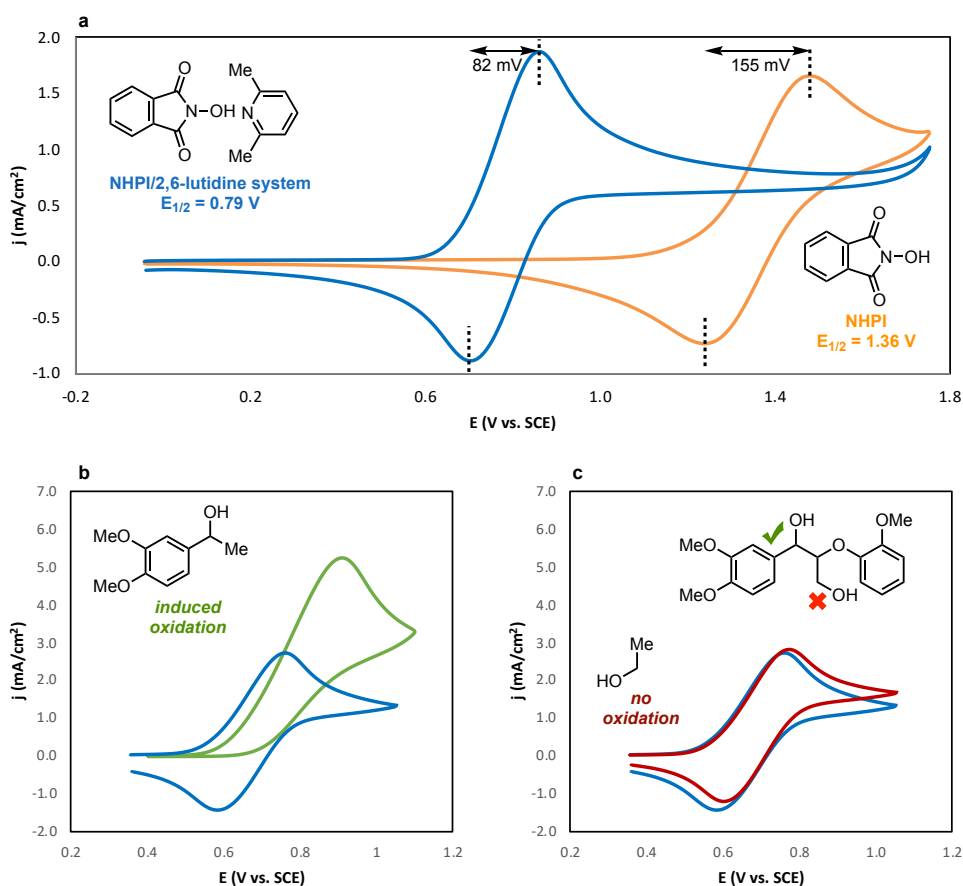 a
2.0
1.5
1.0
0.5
0.0
-0.5
-1.0
j (mA/cm²)
-0.2
0.2
0.6
1.0
1.4
1.8
E (V vs. SCE)
82 mV
155 mV
O
N-OH
O
Me
N
Me
NHPI/2,6-lutidine system
E1/2 = 0.79 V
O
N-OH
O
NHPI
E1/2 = 1.36 V
b
7.0
6.0
5.0
4.0
3.0
2.0
1.0
0.0
-1.0
-2.0
j (mA/cm²)
0.2
0.4
0.6
0.8
1
1.2
E (V vs. SCE)
OH
MeO
Me
MeO
induced
oxidation
c
7.0
6.0
5.0
4.0
3.0
2.0
1.0
0.0
-1.0
-2.0
j (mA/cm²)
0.2
0.4
0.6
0.8
1.0
1.2
E (V vs. SCE)
OH
OMe
MeO
O
MeO
OH
Me
HO
no
oxidation